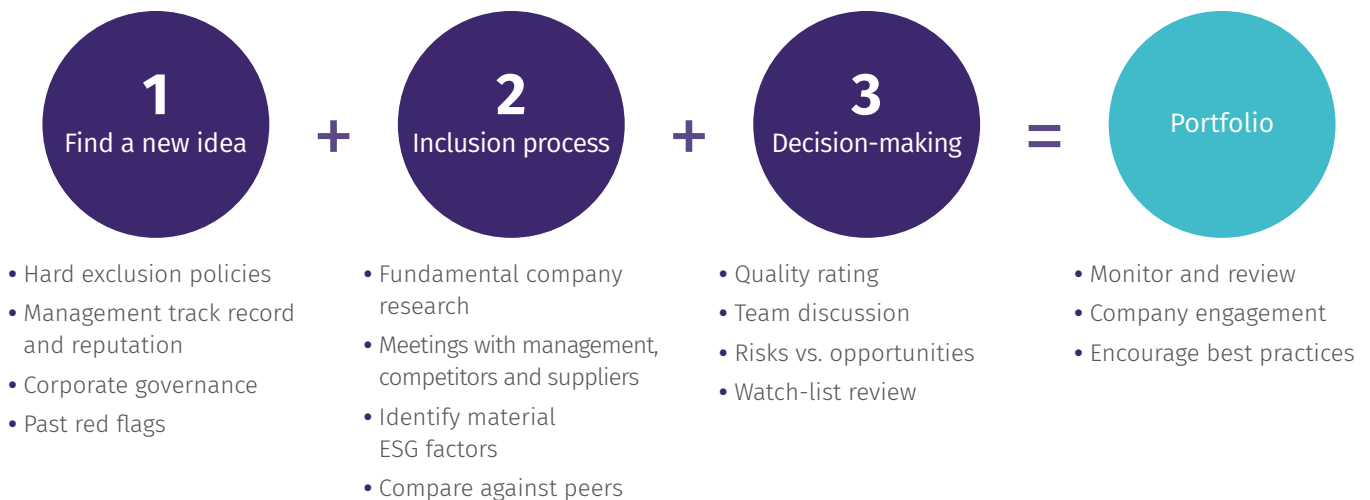 1
Find a new idea
+
2
Inclusion process
+
3
Decision-making
=
Portfolio
• Hard exclusion policies
• Management track record
and reputation
• Corporate governance
• Past red flags
• Fundamental company
research
• Meetings with management,
competitors and suppliers
• Identify material
ESG factors
• Compare against peers
• Quality rating
• Team discussion
• Risks vs. opportunities
• Watch-list review
• Monitor and review
• Company engagement
• Encourage best practices